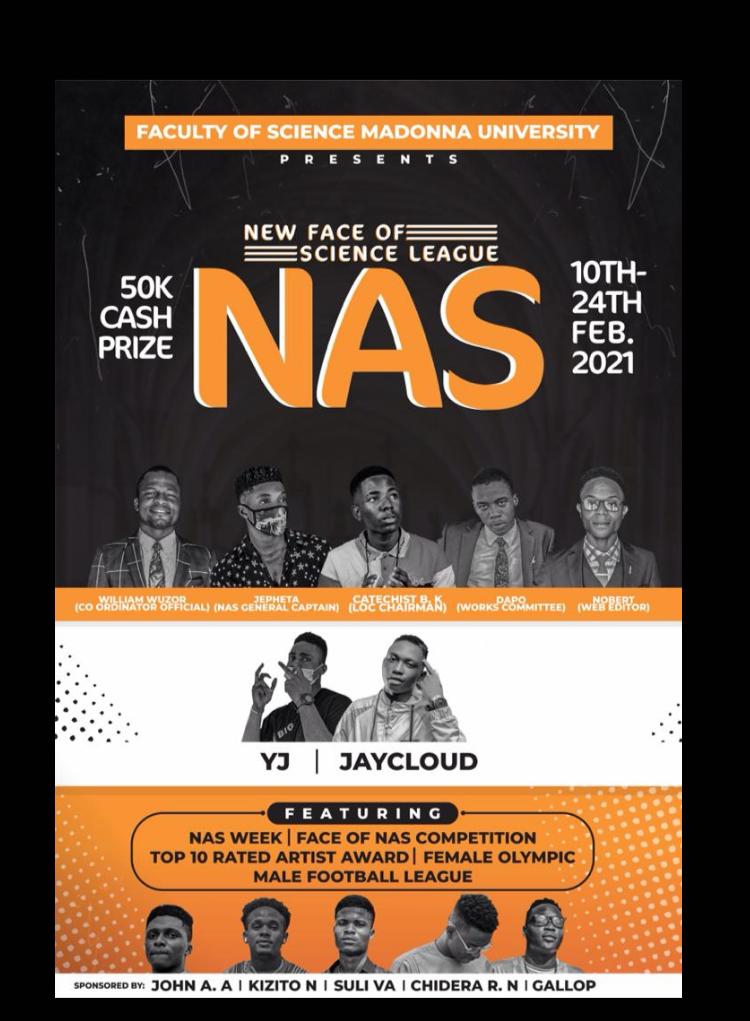 FACULTY OF SCIENCE MADONNA UNIVERSITY
PRESENTS
NEW FACE OF
SCIENCE LEAGUE
NAS
50K
CASH
PRIZE
10TH-
24TH
FEB.
2021
WILLIAM WUZOR
(CO ORDINATOR OFFICIAL)
JEPHETA
(NAS GENERAL CAPTAIN)
CATECHIST B. K
(LOC CHAIRMAN)
DAPO
(WORKS COMMITTEE)
NOBERT
(WEB EDITOR)
BIG
YJ | JAYCLOUD
FEATURING
NAS WEEK | FACE OF NAS COMPETITION
TOP 10 RATED ARTIST AWARD | FEMALE OLYMPIC
MALE FOOTBALL LEAGUE
SPONSORED BY: JOHN A. A | KIZITO N | SULI VA | CHIDERA R. N | GALLOP